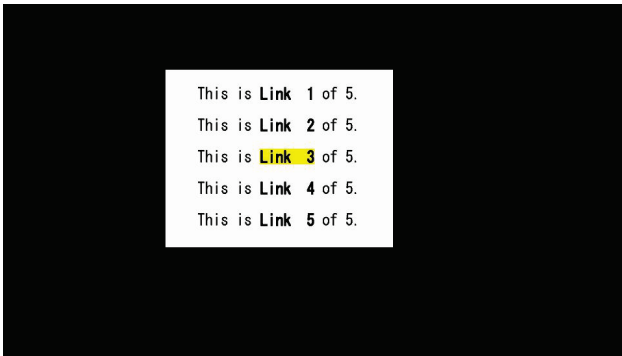 This is Link 1 of 5.
This is Link 2 of 5.
This is Link 3 of 5.
This is Link 4 of 5.
This is Link 5 of 5.